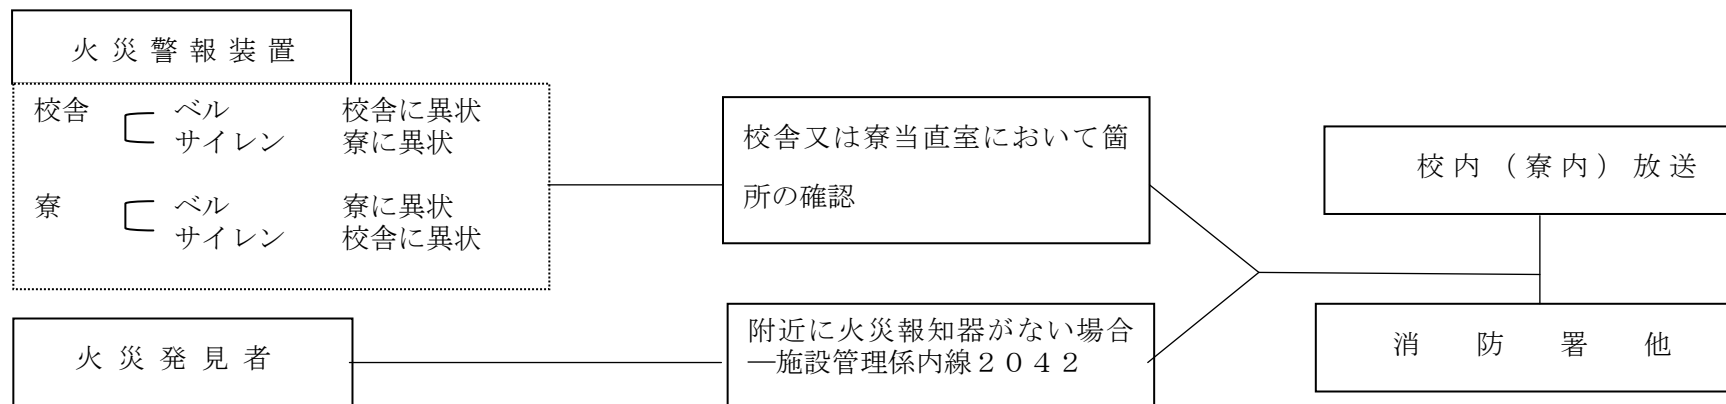 火災警報装置
校舎 ベル 校舎に異状
サイレン 寮に異状
寮 ベル 寮に異状
サイレン 校舎に異状
校舎又は寮当直室において箇
所の確認
校内（寮内）放送
火災発見者
附近に火災報知器がない場合
―施設管理係内線２０４２
消防署他